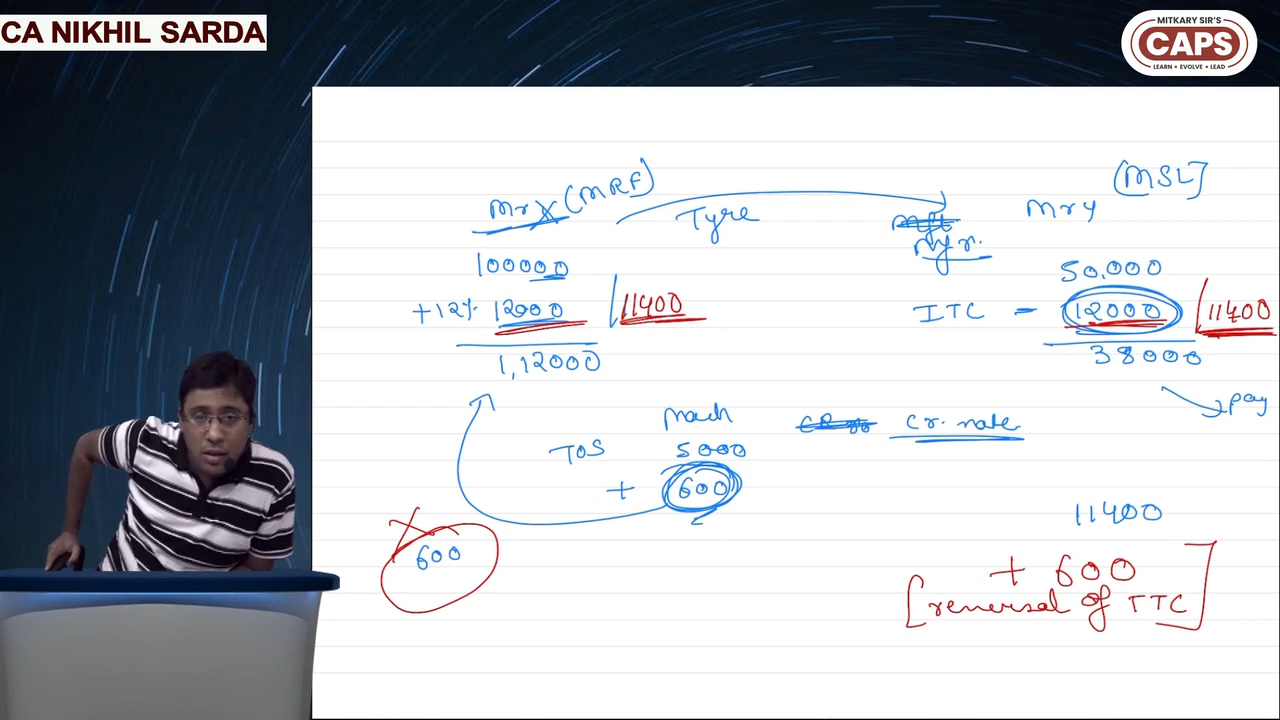 CA NIKHIL SARDA
MITKARY SIR'S
CAPS
LEARN • EVOLVE • LEAD
Mr X (MRF)
Tyre
Mfr.
Mr Y
[MSL]
100000
50,000
+12% 12000
11400
ITC - 12000
11400
1,12000
38000
pay
March
Cr. note
TOS 5000
+ 600
600
11400
+ 600
[reversal of ITC]